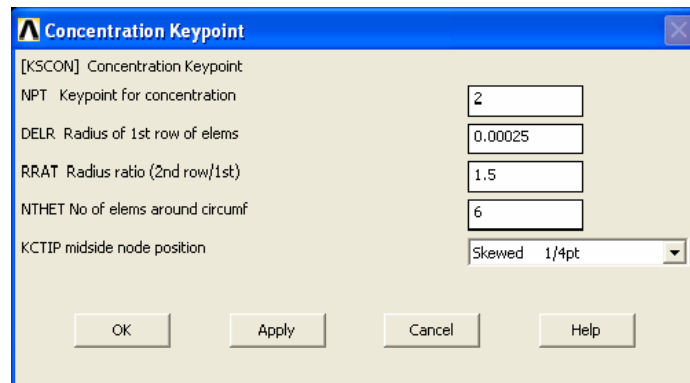 Concentration Keypoint
[KSCON] Concentration Keypoint
NPT Keypoint for concentration 2
DELR Radius of 1st row of elems 0.00025
RRAT Radius ratio (2nd row/1st) 1.5
NTHET No of elems around circumf 6
KCTIP midside node position Skewed 1/4pt
OK Apply Cancel Help